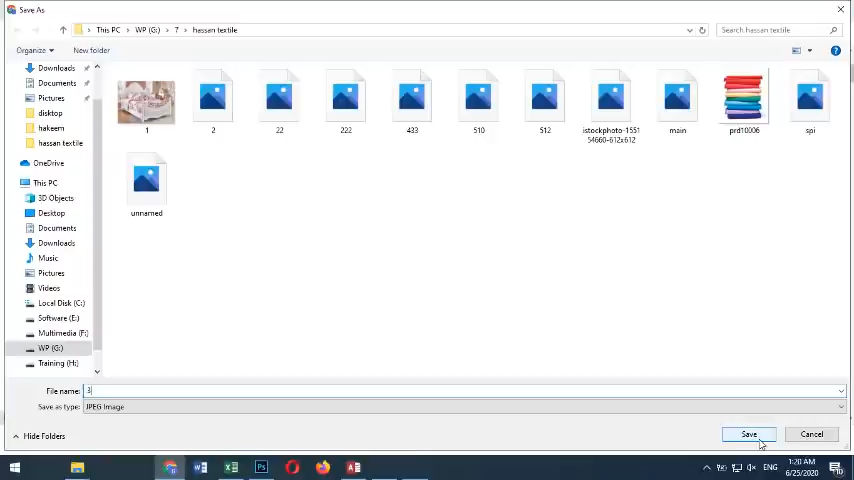 Save As
This PC > WP (G:) > 7 > hassan textile
Search hassan textile
Organize
New folder
Downloads
Documents
Pictures
disktop
hakeem
hassan textile
OneDrive
This PC
3D Objects
Desktop
Documents
Downloads
Music
Pictures
Videos
Local Disk (C:)
Software (E:)
Multimedia (F:)
WP (G:)
Training (H:)
1
2
22
222
433
510
512
istockphoto-1551
54660-612x612
main
prd10006
spi
unnamed
File name: 3
Save as type: JPEG Image
Hide Folders
Save
Cancel
ENG
1:20 AM
6/25/2020